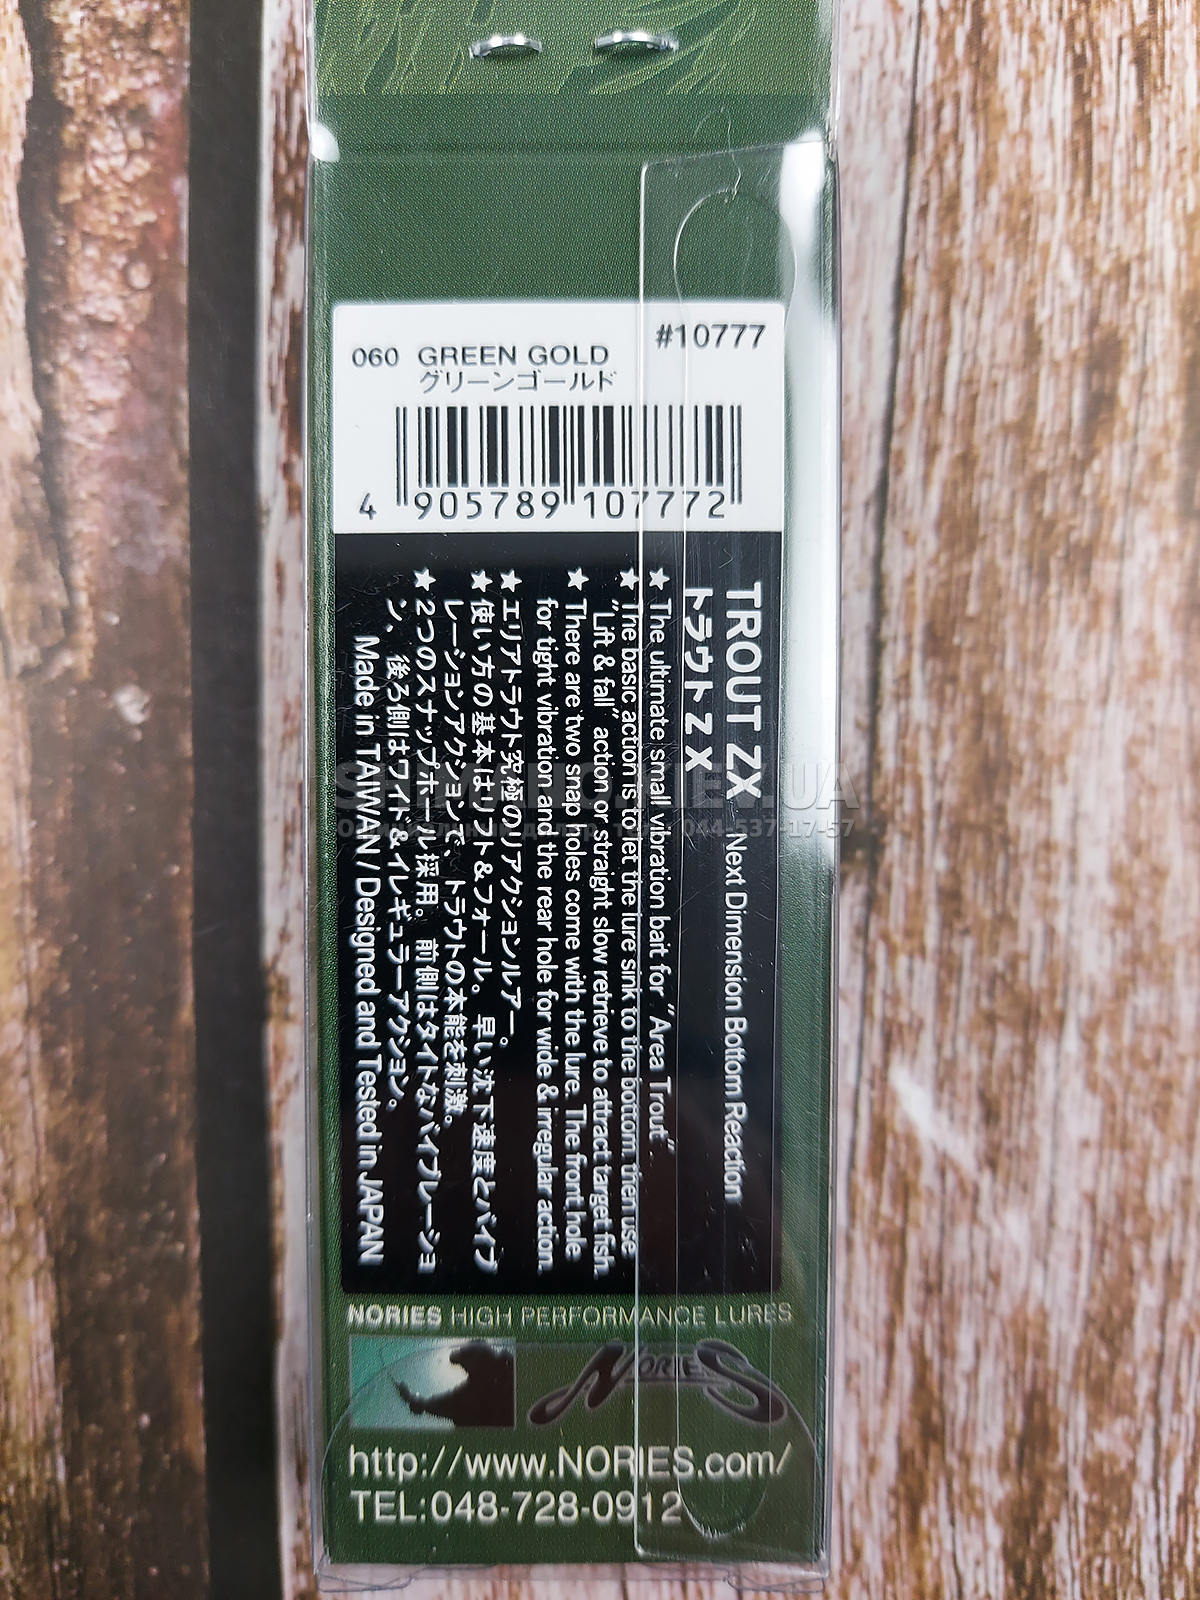 060 GREEN GOLD #10777
グリーンゴールド
4 905789 107772
TROUT ZX Next Dimension Bottom Reaction
トラウトZX
★ The ultimate small vibration bait for "Area Trout".
★ The basic action is to let the lure sink to the bottom then use
"Lift & fall" action or straight slow retrieve to attract target fish.
★ There are two snap holes come with the lure. The front hole
for tight vibration and the rear hole for wide & irregular action.
★ エリアトラウト究極のリアクションルアー。
★ 使い方の基本はリフト&フォール。早い沈下速度とバイブ
レーションアクションで、トラウトの本能を刺激。
★ 2つのスナップホール採用。前側はタイトなバイブレーショ
ン、後ろ側はワイド&イレギュラーアクション。
Made in TAIWAN / Designed and Tested in JAPAN
NORIES HIGH PERFORMANCE LURES
NORIES
http://www.NORIES.com/
TEL:048-728-0912
044-537-17-57